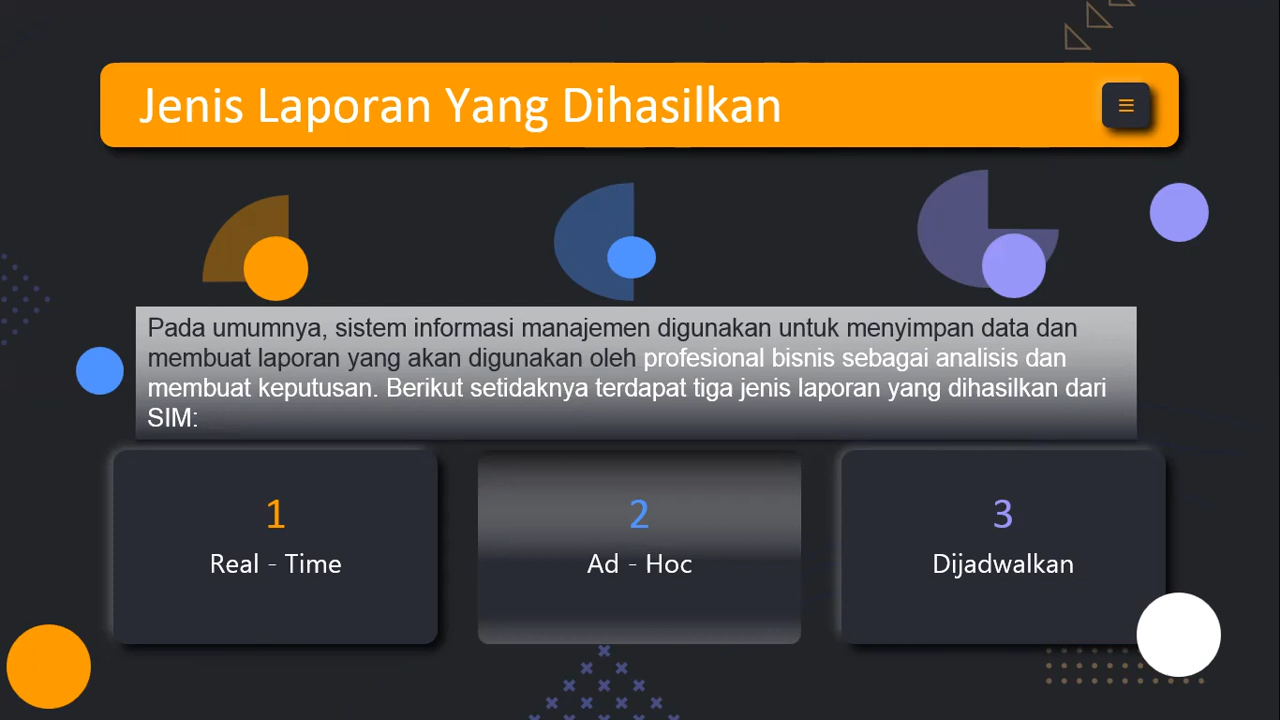 Jenis Laporan Yang Dihasilkan
Pada umumnya, sistem informasi manajemen digunakan untuk menyimpan data dan
membuat laporan yang akan digunakan oleh profesional bisnis sebagai analisis dan
membuat keputusan. Berikut setidaknya terdapat tiga jenis laporan yang dihasilkan dari
SIM:
1
Real - Time
2
Ad - Hoc
3
Dijadwalkan